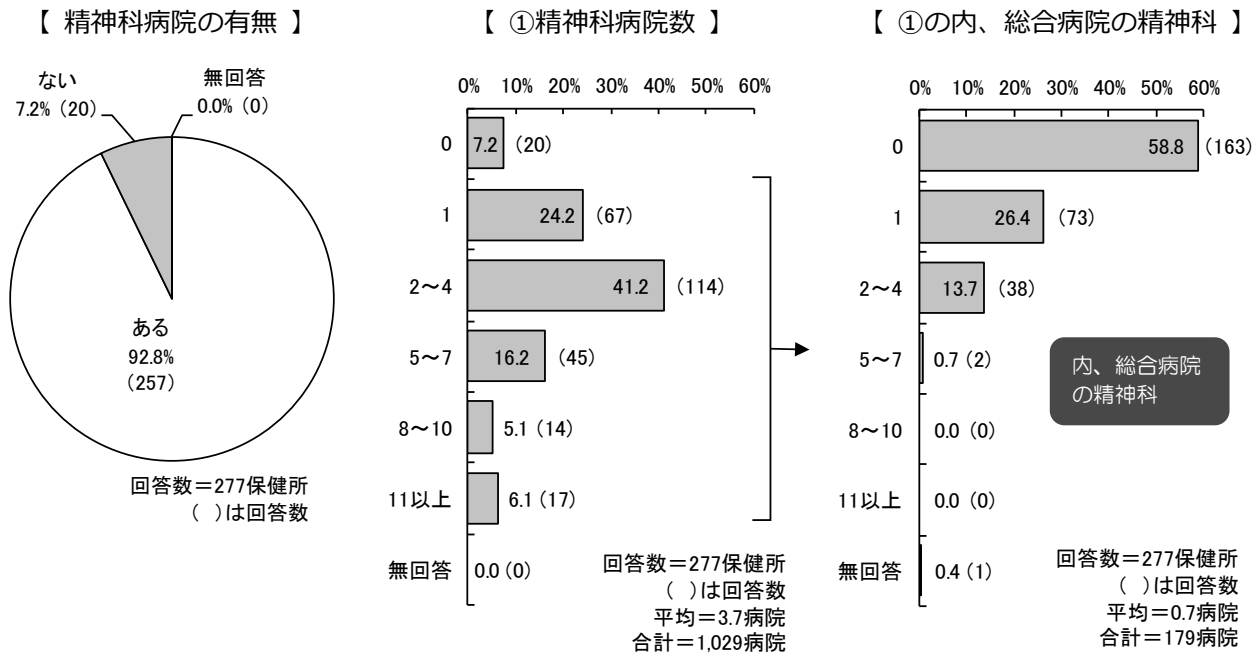 【 精神科病院の有無 】
ない
7.2% (20)
無回答
0.0% (0)
ある
92.8%
(257)
回答数＝277保健所
(　)は回答数
【 ①精神科病院数 】
0% 10% 20% 30% 40% 50% 60%
0 7.2 (20)
1 24.2 (67)
2～4 41.2 (114)
5～7 16.2 (45)
8～10 5.1 (14)
11以上 6.1 (17)
無回答 0.0 (0)
回答数＝277保健所
(　)は回答数
平均＝3.7病院
合計＝1,029病院
【 ①の内、総合病院の精神科 】
0% 10% 20% 30% 40% 50% 60%
0 58.8 (163)
1 26.4 (73)
2～4 13.7 (38)
5～7 0.7 (2)
8～10 0.0 (0)
11以上 0.0 (0)
無回答 0.4 (1)
内、総合病院
の精神科
回答数＝277保健所
(　)は回答数
平均＝0.7病院
合計＝179病院